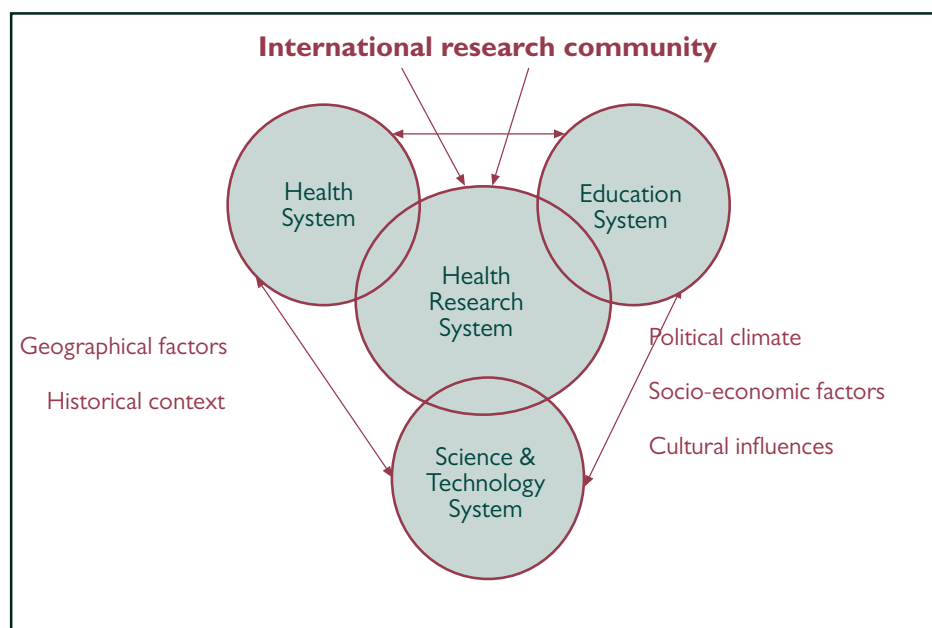 International research community
Health
System
Education
System
Health
Research
System
Geographical factors
Historical context
Political climate
Socio-economic factors
Cultural influences
Science &
Technology
System